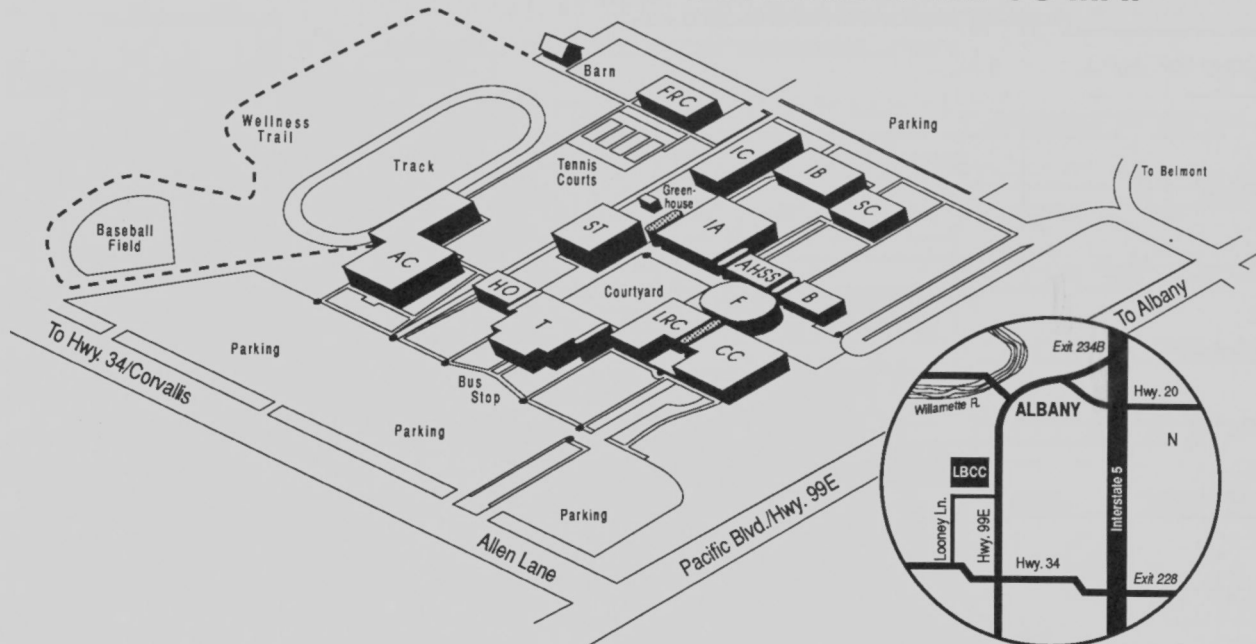 Barn
FRC
Parking
Wellness
Trail
Track
Tennis
Courts
IC
IB
SC
To Belmont
Green-
house
Baseball
Field
ST
IA
AC
HO
Courtyard
AHSS
B
F
T
LRC
CC
To Albany
To Hwy. 34/Corvallis
Parking
Bus
Stop
Parking
Parking
Allen Lane
Pacific Blvd./Hwy. 99E
Exit 234B
Willamette R.
ALBANY
Hwy. 20
N
LBCC
Interstate 5
Looney Ln.
Hwy. 99E
Hwy. 34
Exit 228